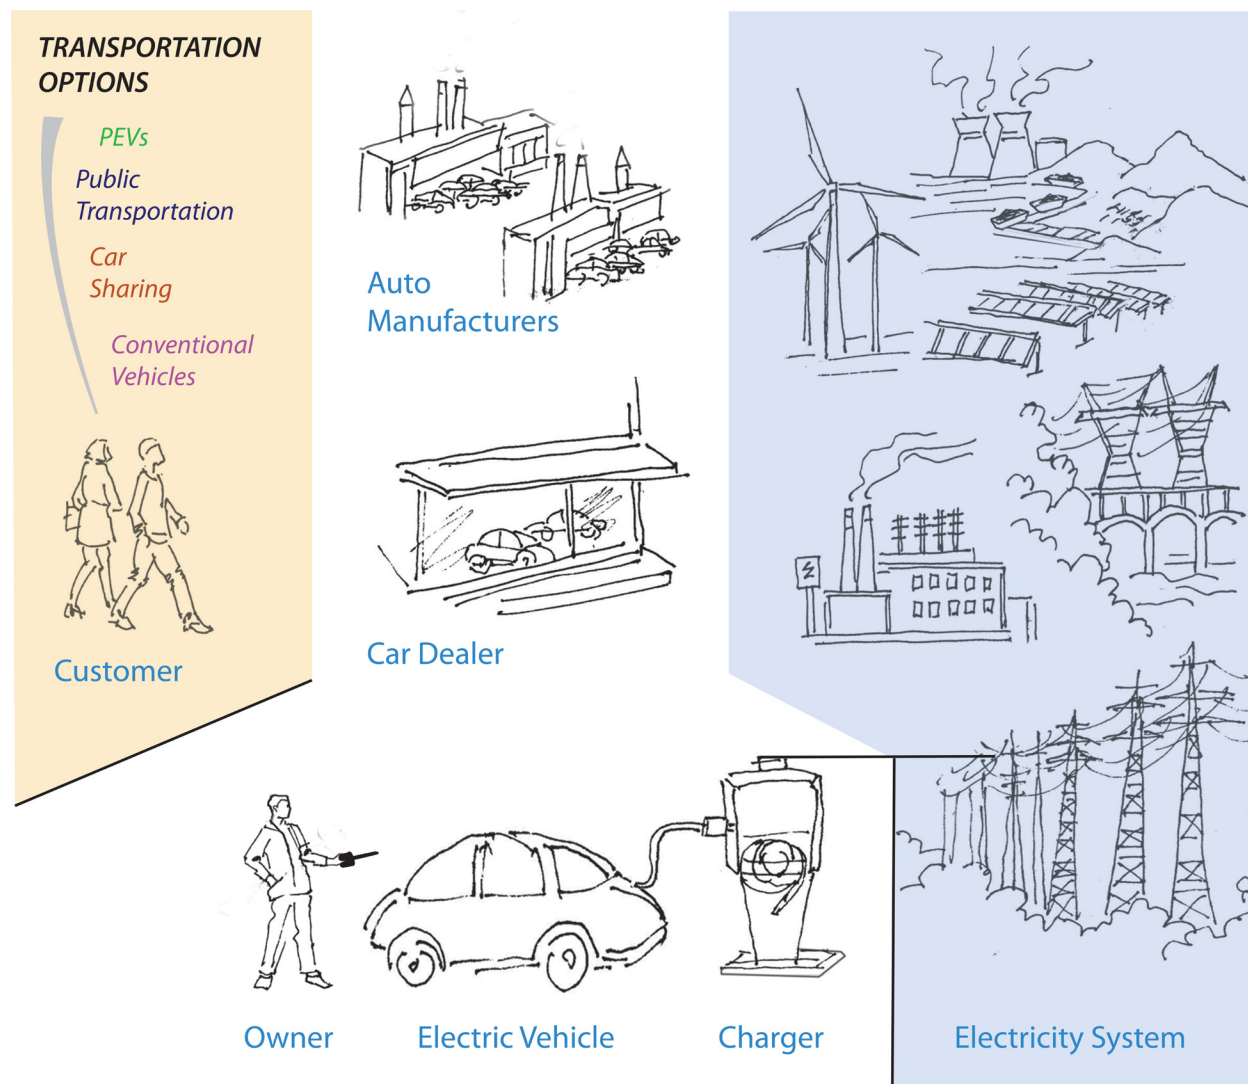 TRANSPORTATION
OPTIONS
PEVs
Public
Transportation
Car
Sharing
Conventional
Vehicles
Customer
Auto
Manufacturers
Car Dealer
Owner
Electric Vehicle
Charger
Electricity System